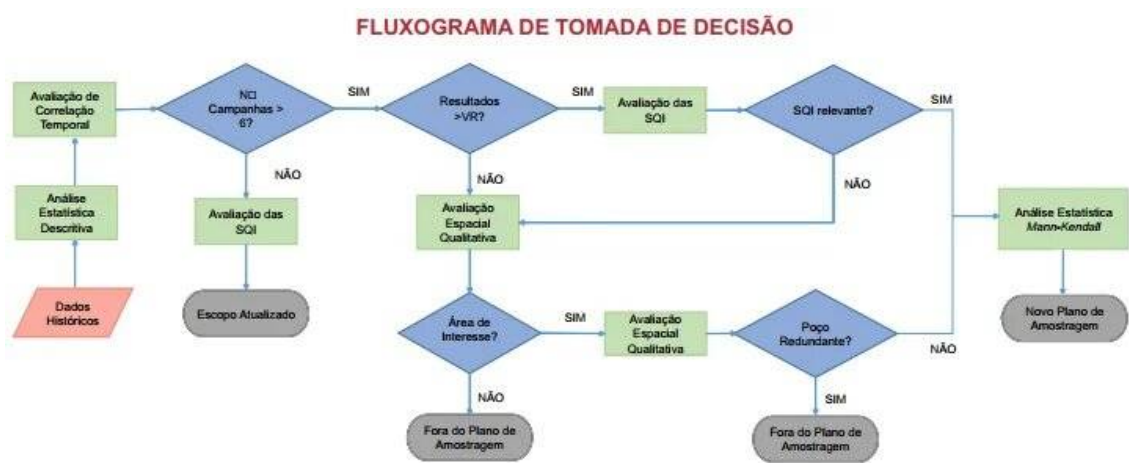 FLUXOGRAMA DE TOMADA DE DECISÃO
Avaliação de
Correlação
Temporal
N□
Campanhas >
6?
SIM
Resultados
>VR?
SIM
Avaliação das
SQI
SQI relevante?
SIM
NÃO
NÃO
NÃO
Análise
Estatística
Descritiva
Avaliação das
SQI
Avaliação
Espacial
Qualitativa
Análise Estatística
Mann-Kendall
Dados
Históricos
Escopo Atualizado
Área de
Interesse?
SIM
Avaliação
Espacial
Qualitativa
Poço
Redundante?
NÃO
Novo Plano de
Amostragem
NÃO
SIM
Fora do Plano de
Amostragem
Fora do Plano de
Amostragem